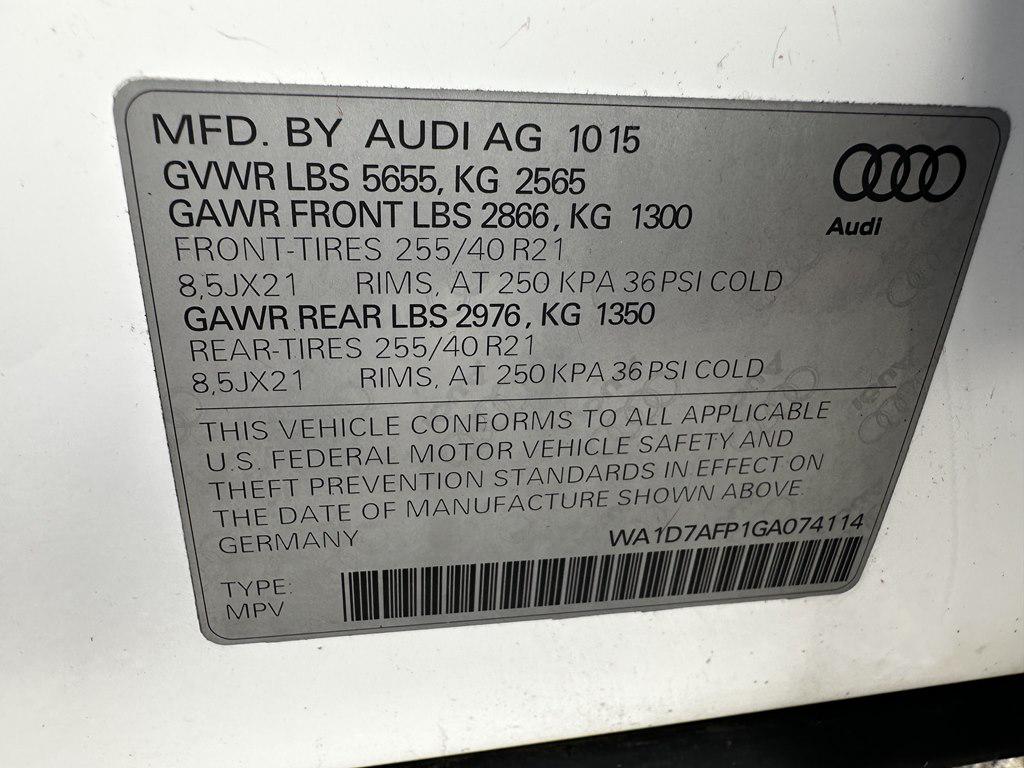 MFD. BY AUDI AG 10 15
GVWR LBS 5655, KG 2565
GAWR FRONT LBS 2866, KG 1300
FRONT-TIRES 255/40 R21
8,5JX21 RIMS, AT 250 KPA 36 PSI COLD
GAWR REAR LBS 2976, KG 1350
REAR-TIRES 255/40 R21
8,5JX21 RIMS, AT 250 KPA 36 PSI COLD
Audi
THIS VEHICLE CONFORMS TO ALL APPLICABLE
U.S. FEDERAL MOTOR VEHICLE SAFETY AND
THEFT PREVENTION STANDARDS IN EFFECT ON
THE DATE OF MANUFACTURE SHOWN ABOVE.
GERMANY WA1D7AFP1GA074114
TYPE:
MPV